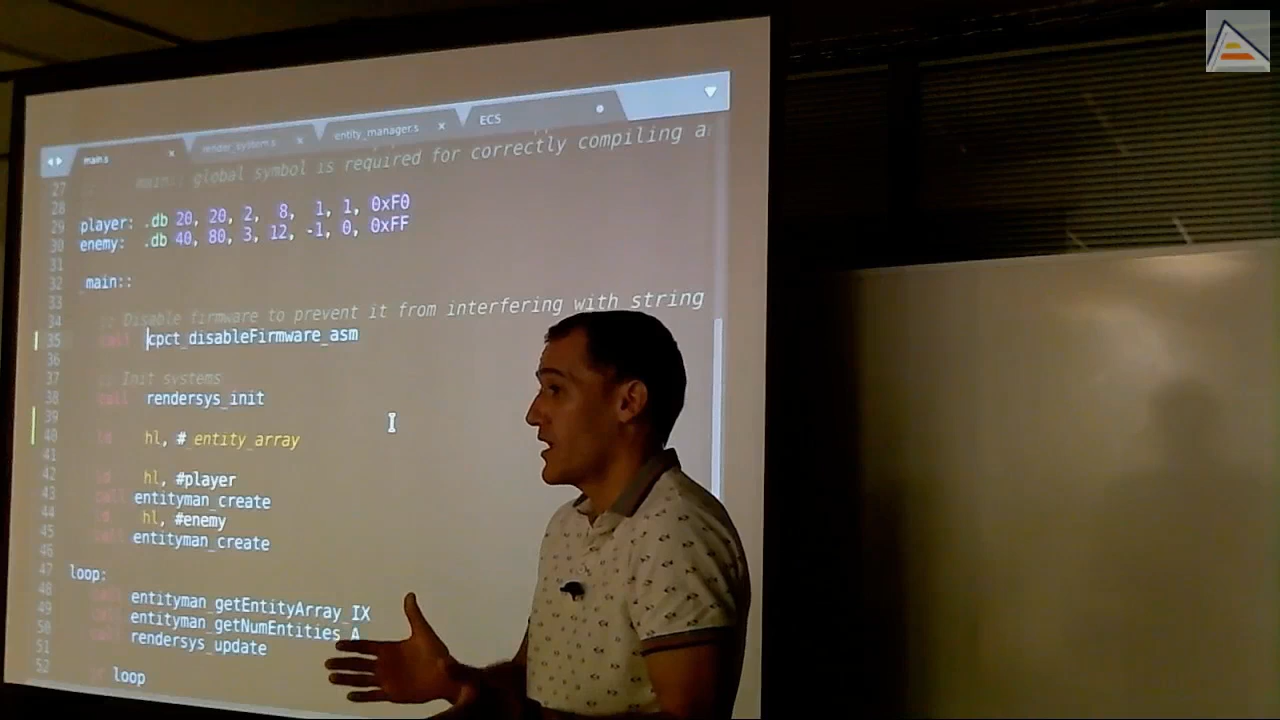 main.s x render_system.s x entity_manager.s x ECS
27 main:: global symbol is required for correctly compiling a
28
29 player: .db 20, 20, 2, 8, 1, 1, 0xF0
30 enemy: .db 40, 80, 3, 12, -1, 0, 0xFF
31
32 _main::
33
34 ;; Disable firmware to prevent it from interfering with string
35 call cpct_disableFirmware_asm
36
37 ;; Init systems
38 call rendersys_init
39
40 ld hl, #_entity_array
41
42 ld hl, #player
43 call entityman_create
44 ld hl, #enemy
45 call entityman_create
46
47 loop:
48 call entityman_getEntityArray_IX
49 call entityman_getNumEntities_A
50 call rendersys_update
51
52 jr loop